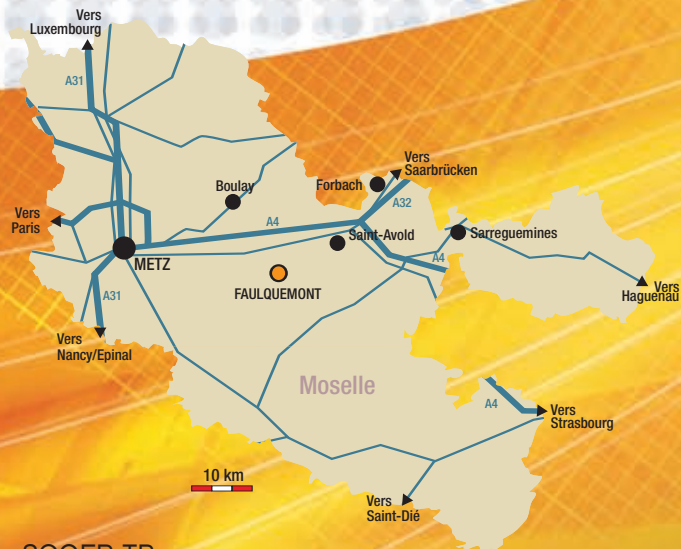 Vers
Luxembourg
A31
Vers
Saarbrücken
Forbach
Boulay
A32
Vers
Paris
A4
Saint-Avold
Sarreguemines
METZ
A4
FAULQUEMONT
A31
Vers
Haguenau
Vers
Nancy/Epinal
Moselle
A4
Vers
Strasbourg
10 km
Vers
Saint-Dié